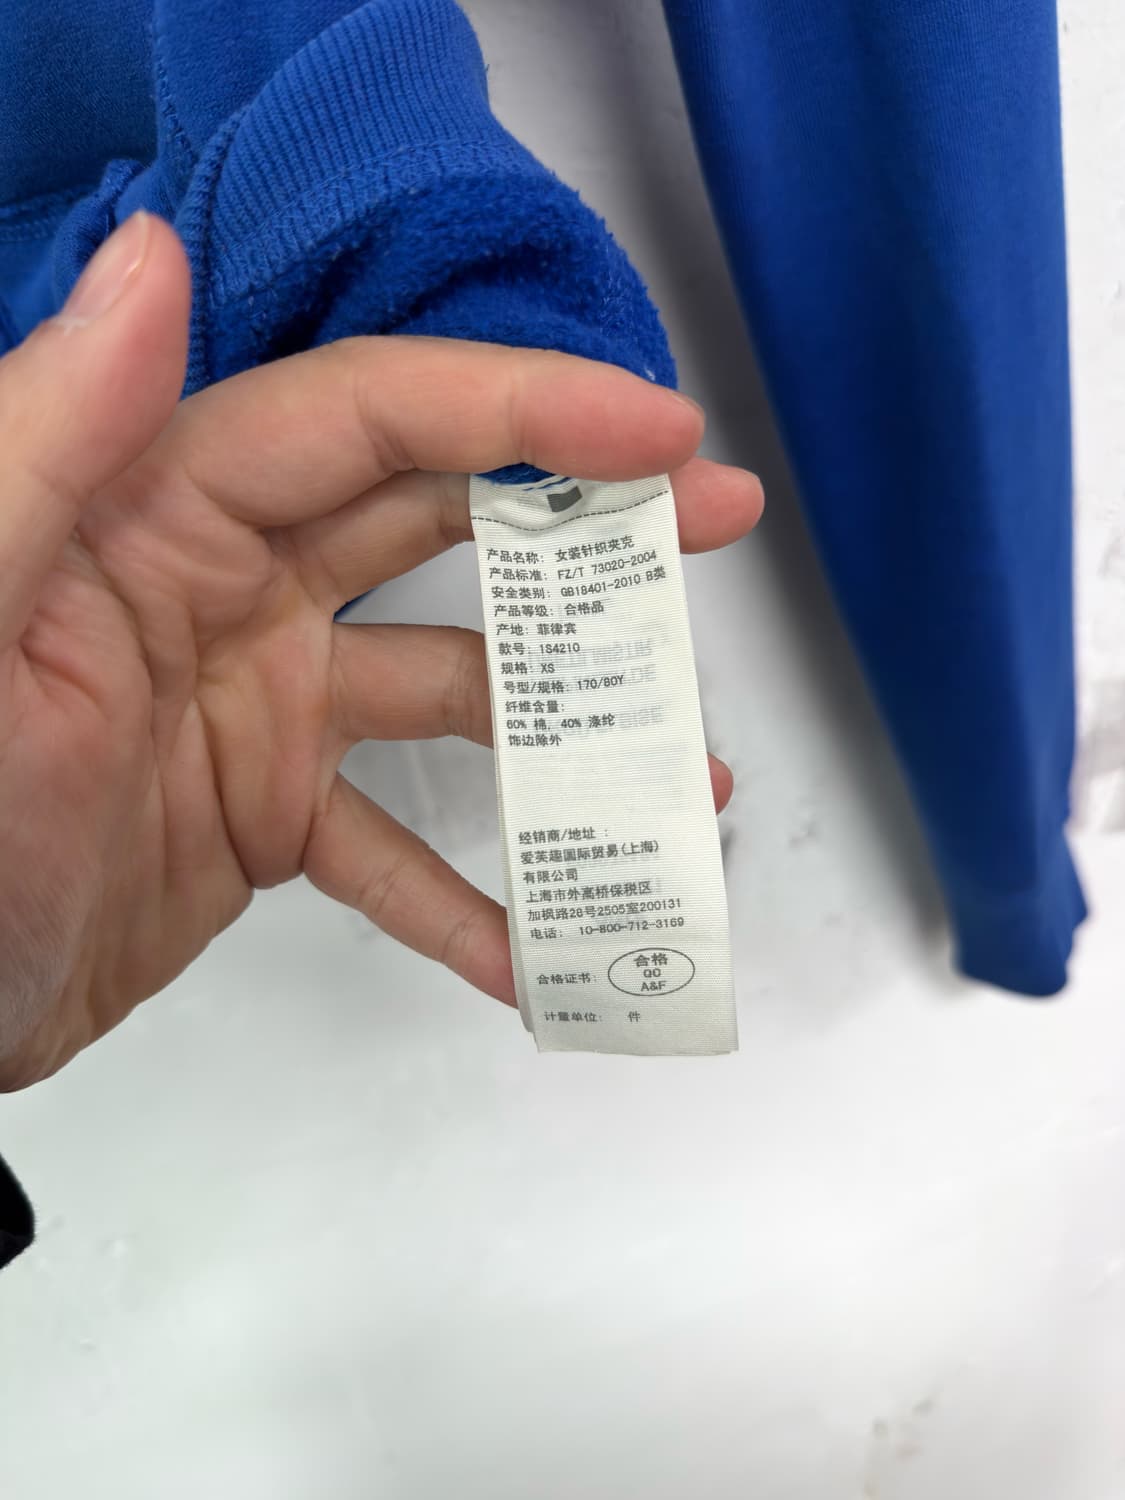 产品名称: 女装针织夹克
产品标准: FZ/T 73020-2004
安全类别: GB18401-2010 B类
产品等级: 合格品
产地: 菲律宾
款号: 1S4210
规格: XS
号型/规格: 170/80Y
纤维含量:
60% 棉, 40% 涤纶
饰边除外
经销商/地址 :
爱芙趣国际贸易(上海)
有限公司
上海市外高桥保税区
加枫路28号2505室200131
电话: 10-800-712-3169
合格证书:
合格
QC
A&F
计量单位: 件